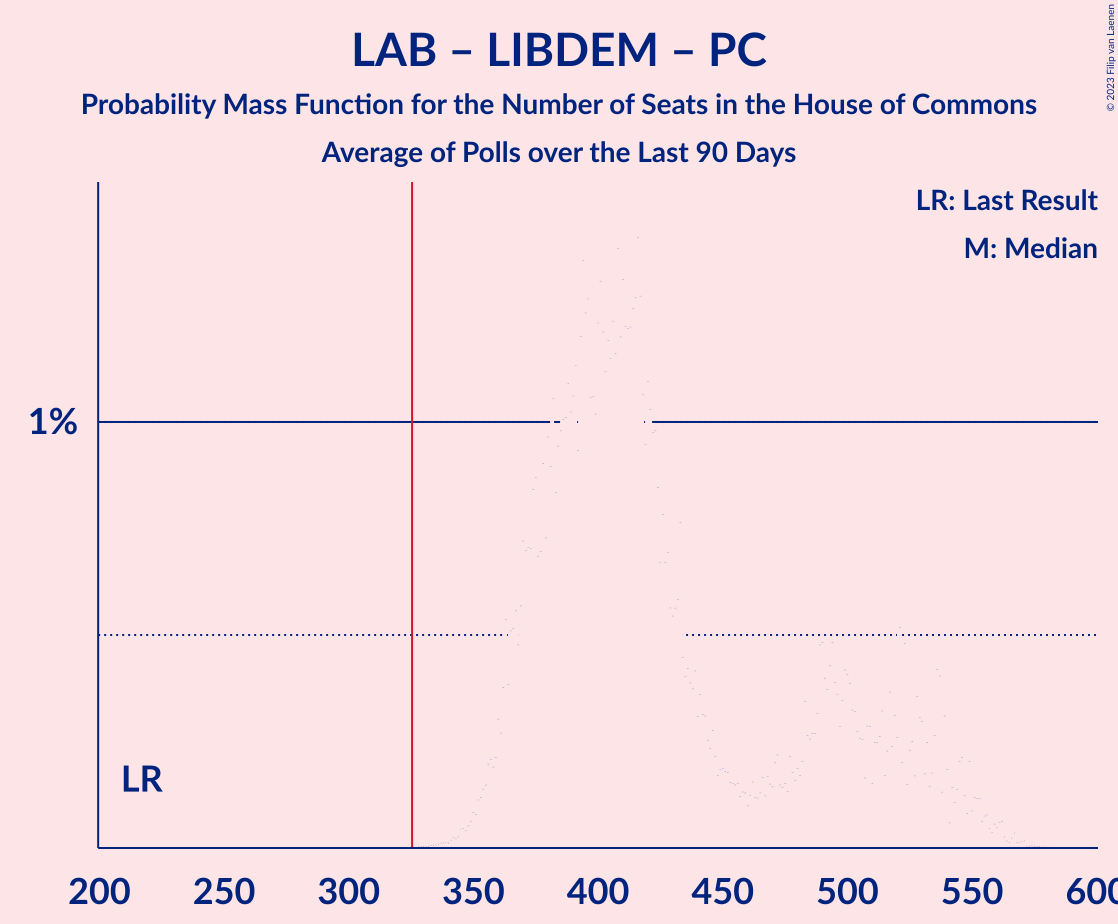 LAB – LIBDEM – PC
Probability Mass Function for the Number of Seats in the House of Commons
Average of Polls over the Last 90 Days
© 2023 Filip van Laenen
LR: Last Result
M: Median
1%
LR
200 250 300 350 400 450 500 550 600